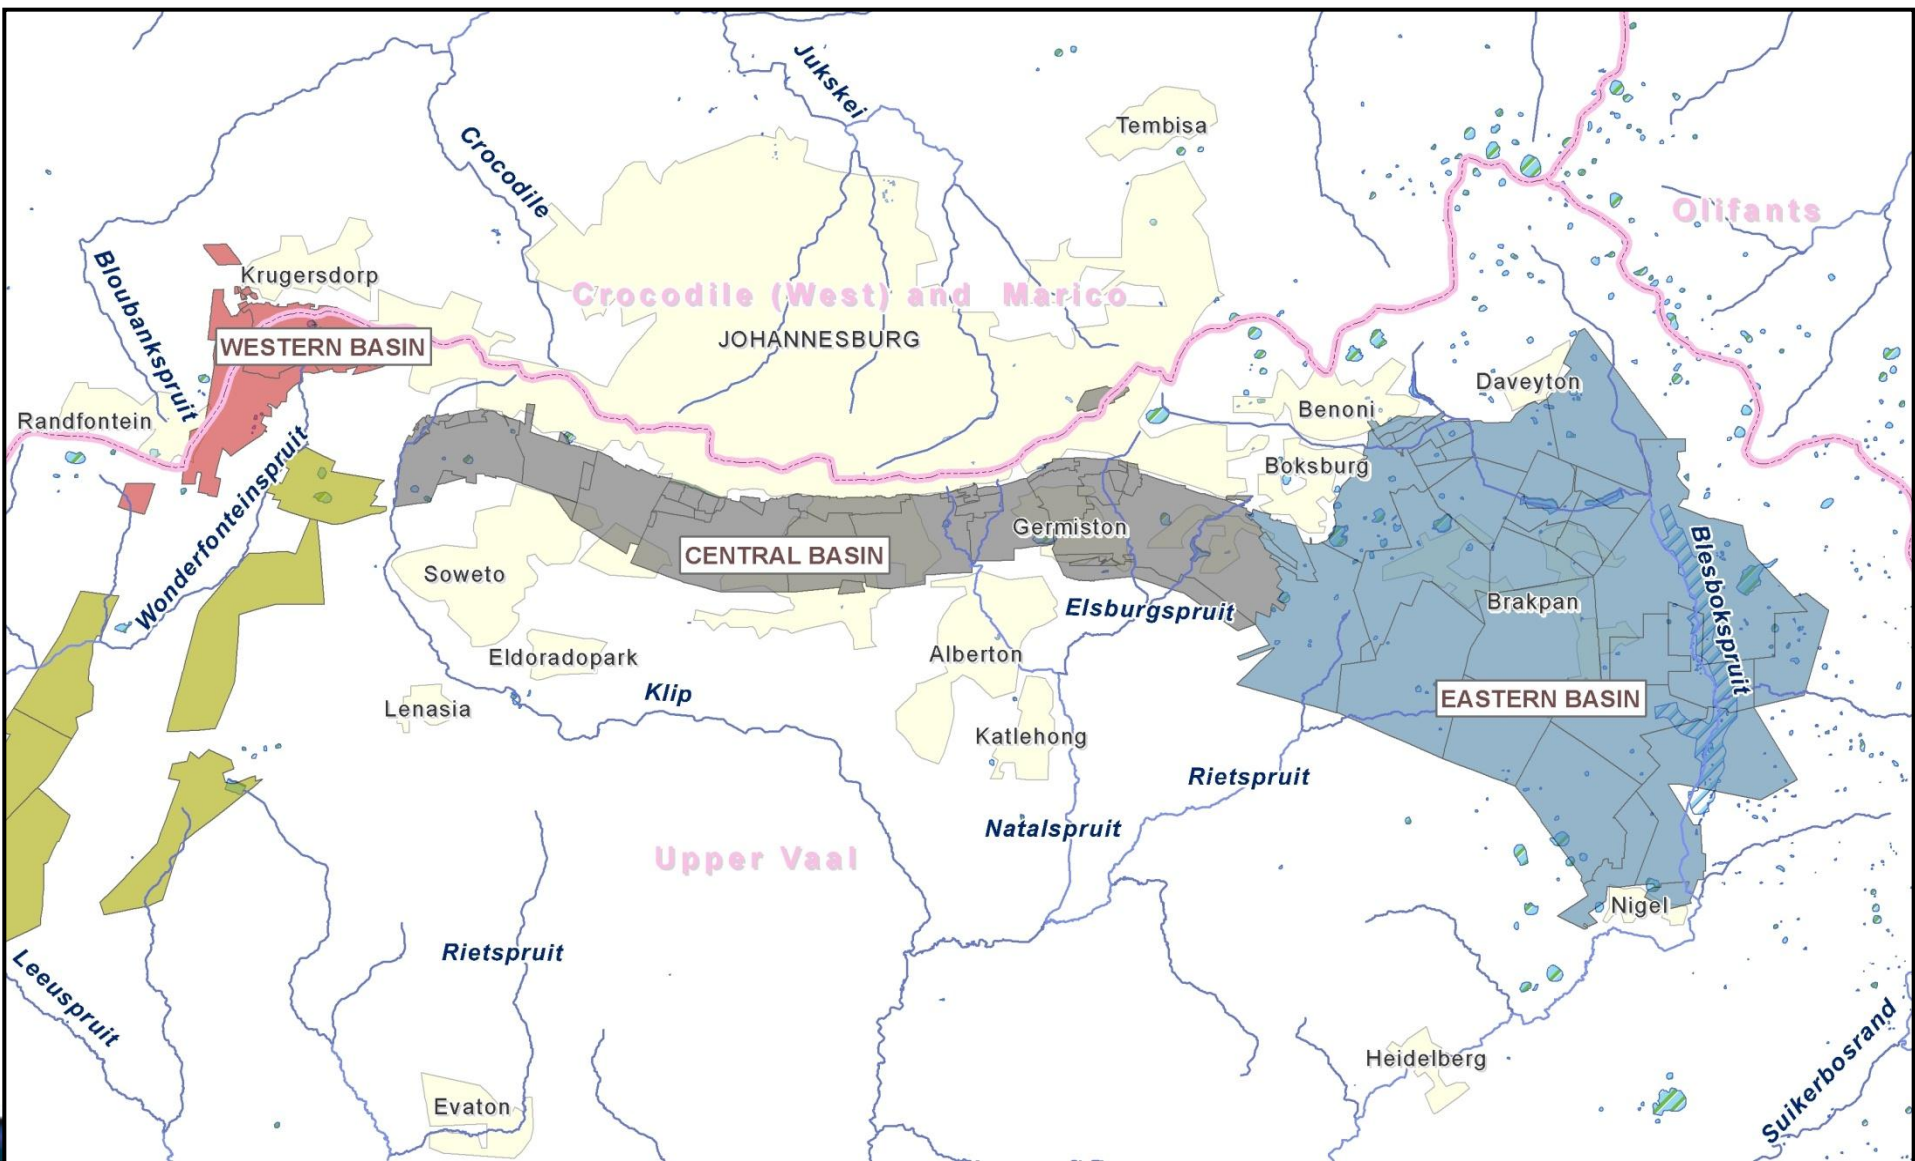 Jukskei
Tembisa
Crocodile
Olifants
Bloubankspruit
Krugersdorp
Crocodile (West) and Marico
JOHANNESBURG
WESTERN BASIN
Daveyton
Randfontein
Benoni
Boksburg
Wonderfonteinspruit
Germiston
CENTRAL BASIN
Soweto
Blesbokspruit
Brakpan
Elsburgspruit
Eldoradopark
Alberton
Klip
EASTERN BASIN
Lenasia
Katlehong
Rietspruit
Natalspruit
Upper Vaal
Nigel
Rietspruit
Leeuspruit
Heidelberg
Suikerbosrand
Evaton